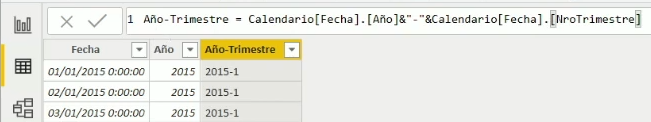 1 Año-Trimestre = Calendario[Fecha].[Año]&"-"&Calendario[Fecha].[NroTrimestre]
Fecha Año Año-Trimestre
01/01/2015 0:00:00 2015 2015-1
02/01/2015 0:00:00 2015 2015-1
03/01/2015 0:00:00 2015 2015-1